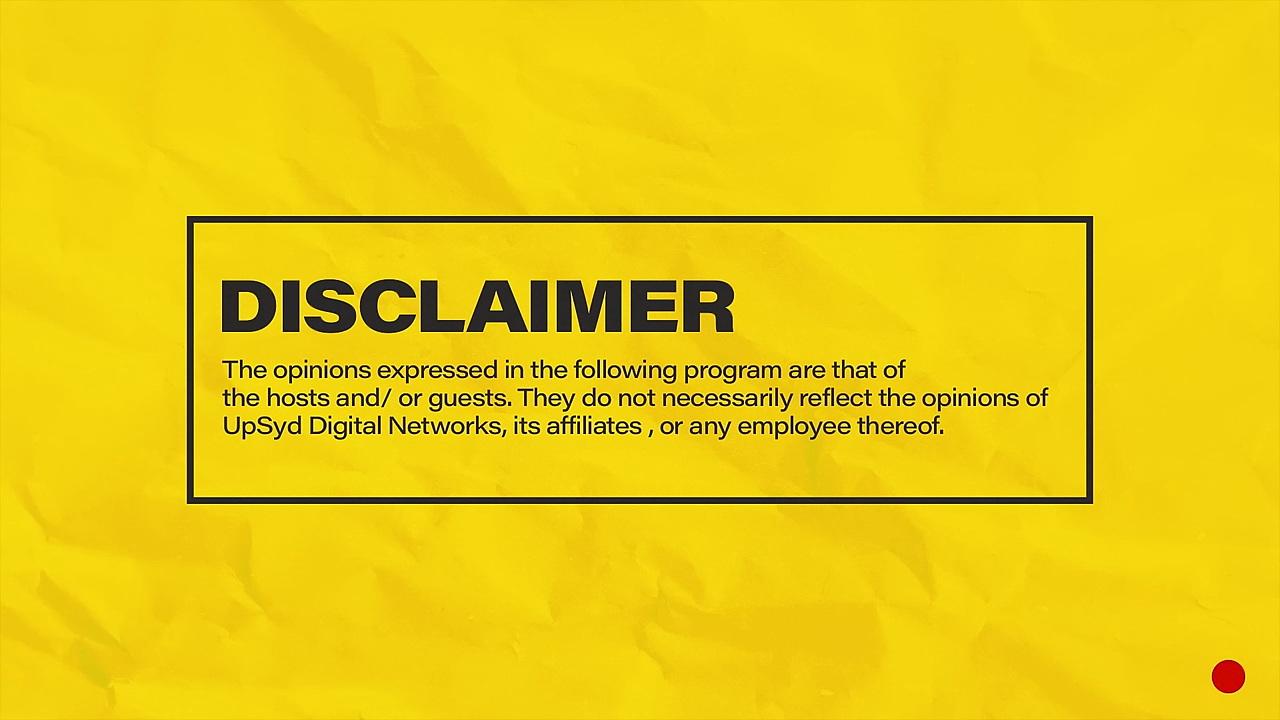 DISCLAIMER
The opinions expressed in the following program are that of
the hosts and/ or guests. They do not necessarily reflect the opinions of
UpSyd Digital Networks, its affiliates , or any employee thereof.